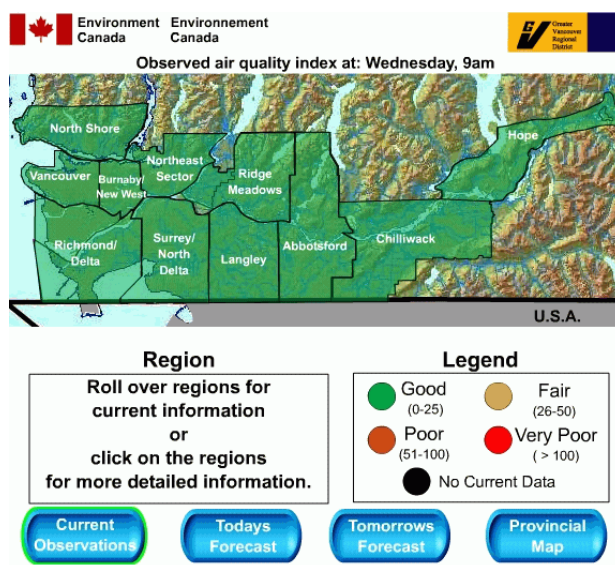 Environment Environnement
Canada Canada
Greater
Vancouver
Regional
District
Observed air quality index at: Wednesday, 9am
North Shore
Hope
Northeast
Sector
Vancouver
Burnaby/
New West
Ridge
Meadows
Richmond/
Delta
Surrey/
North
Delta
Langley
Abbotsford
Chilliwack
U.S.A.
Region
Roll over regions for
current information
or
click on the regions
for more detailed information.
Legend
Good
(0-25)
Fair
(26-50)
Poor
(51-100)
Very Poor
( > 100)
No Current Data
Current
Observations
Todays
Forecast
Tomorrows
Forecast
Provincial
Map